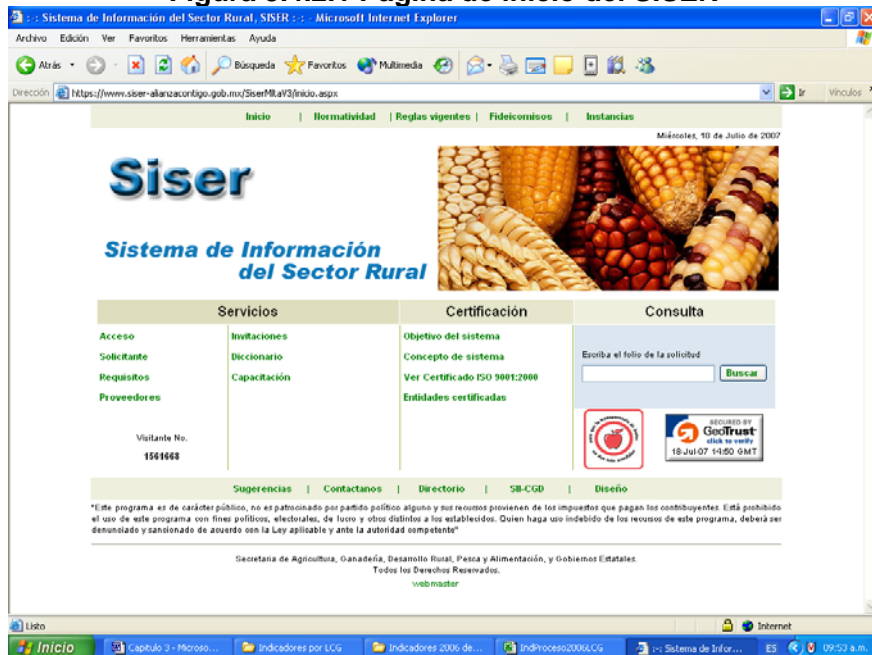 Figura 3.4.2.1 Página de inicio del SISER
:-: Sistema de Información del Sector Rural, SISER :-: - Microsoft Internet Explorer
Archivo Edición Ver Favoritos Herramientas Ayuda
Atrás Búsqueda Favoritos Multimedia
Dirección https://www.siser-alianzacontigo.gob.mx/SiserMltaV3/inicio.aspx Ir Vínculos
Inicio | Normatividad | Reglas vigentes | Fideicomisos | Instancias
Miércoles, 18 de Julio de 2007
Siser
Sistema de Información
del Sector Rural
Servicios Certificación Consulta
Acceso Invitaciones Objetivo del sistema
Solicitante Diccionario Concepto de sistema Escriba el folio de la solicitud
Requisitos Capacitación Ver Certificado ISO 9001:2000 Buscar
Proveedores Entidades certificadas
Visitante No.
1561668
SECURED BY
GeoTrust
click to verify
18-Jul-07 14:50 GMT
Sugerencias | Contactanos | Directorio | SII-CGD | Diseño
"Este programa es de carácter público, no es patrocinado por partido político alguno y sus recursos provienen de los impuestos que pagan los contribuyentes. Está prohibido
el uso de este programa con fines políticos, electorales, de lucro y otros distintos a los establecidos. Quien haga uso indebido de los recursos de este programa, deberá ser
denunciado y sancionado de acuerdo con la Ley aplicable y ante la autoridad competente"
Secretaria de Agricultura, Ganadería, Desarrollo Rural, Pesca y Alimentación, y Gobiernos Estatales.
Todos los Derechos Reservados.
webmaster
Listo Internet
Inicio Capitulo 3 - Microso... Indicadores por LCG Indicadores 2006 de... IndProceso2006LCG :-: Sistema de Infor... ES 09:53 a.m.